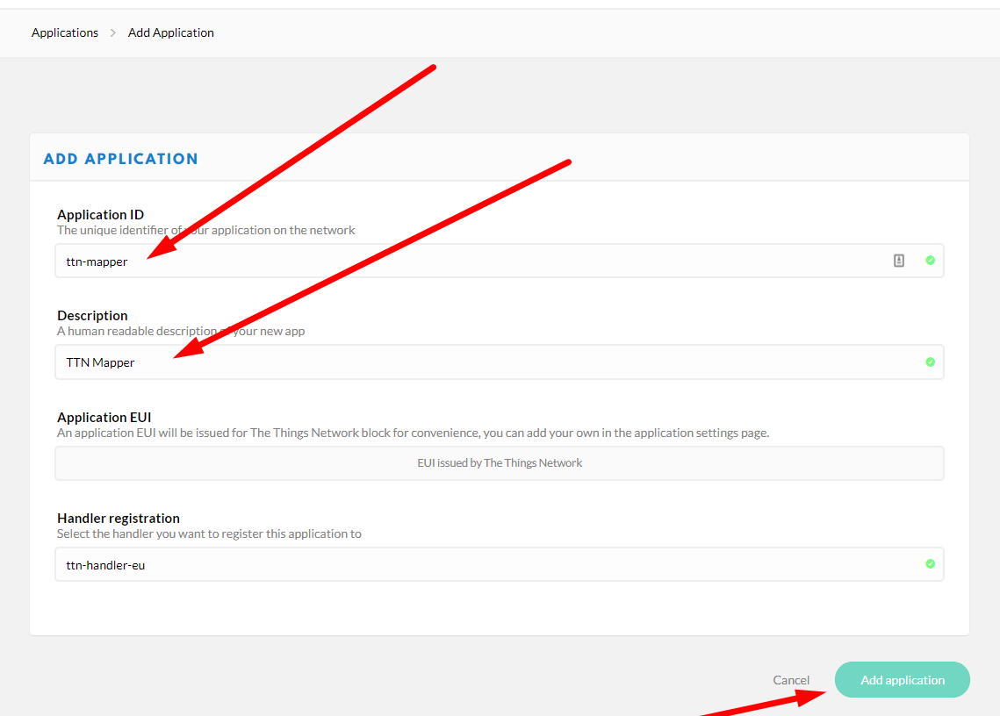 Applications > Add Application
ADD APPLICATION
Application ID
The unique identifier of your application on the network
ttn-mapper
Description
A human readable description of your new app
TTN Mapper
Application EUI
An application EUI will be issued for The Things Network block for convenience, you can add your own in the application settings page.
EUI issued by The Things Network
Handler registration
Select the handler you want to register this application to
ttn-handler-eu
Cancel
Add application